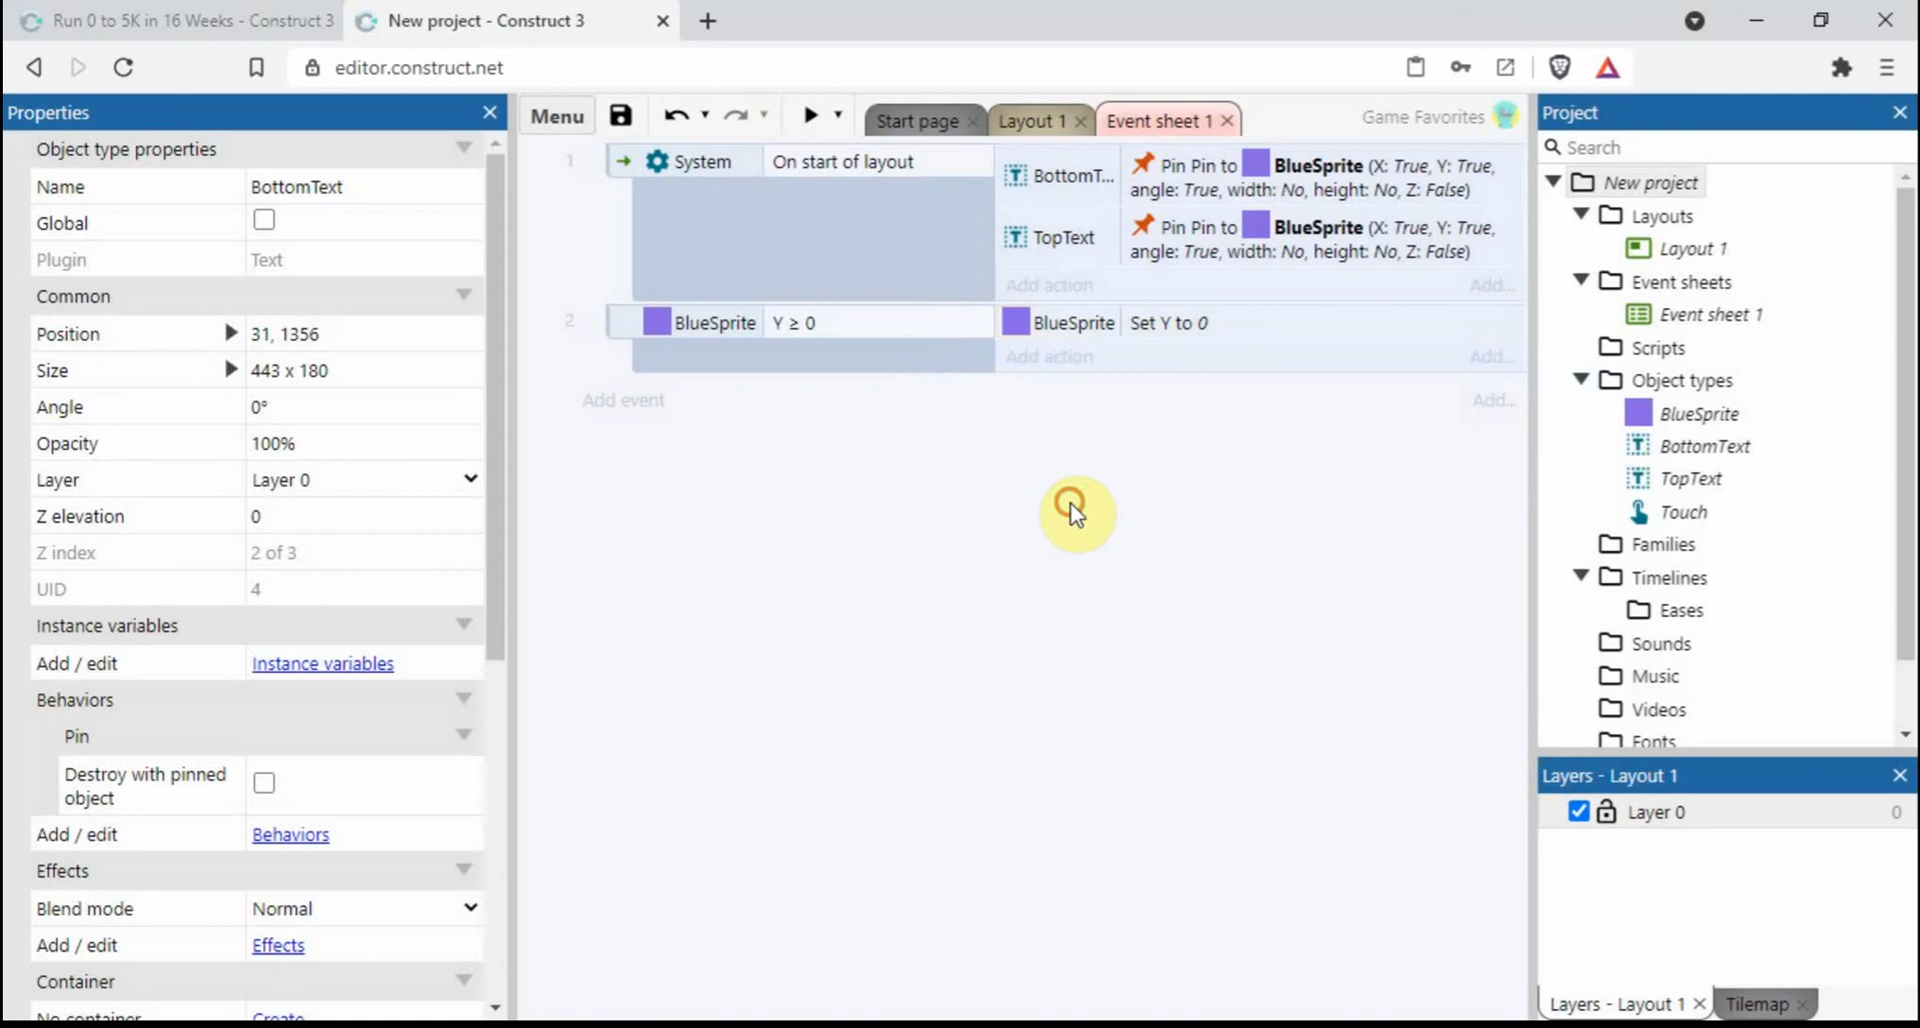 Run 0 to 5K in 16 Weeks - Construct 3
New project - Construct 3
editor.construct.net
Properties
Menu
Start page
Layout 1
Event sheet 1
Game Favorites
Project
Object type properties
Name BottomText
Global
Plugin Text
Common
Position 31, 1356
Size 443 x 180
Angle 0°
Opacity 100%
Layer Layer 0
Z elevation 0
Z index 2 of 3
UID 4
Instance variables
Add / edit Instance variables
Behaviors
Pin
Destroy with pinned
object
Add / edit Behaviors
Effects
Blend mode Normal
Add / edit Effects
Container
No container Create
1 System On start of layout
BottomT... Pin Pin to BlueSprite (X: True, Y: True,
angle: True, width: No, height: No, Z: False)
TopText Pin Pin to BlueSprite (X: True, Y: True,
angle: True, width: No, height: No, Z: False)
Add action Add...
2 BlueSprite Y ≥ 0 BlueSprite Set Y to 0
Add action Add...
Add event Add...
Search
New project
Layouts
Layout 1
Event sheets
Event sheet 1
Scripts
Object types
BlueSprite
BottomText
TopText
Touch
Families
Timelines
Eases
Sounds
Music
Videos
Fonts
Layers - Layout 1
Layer 0 0
Layers - Layout 1
Tilemap